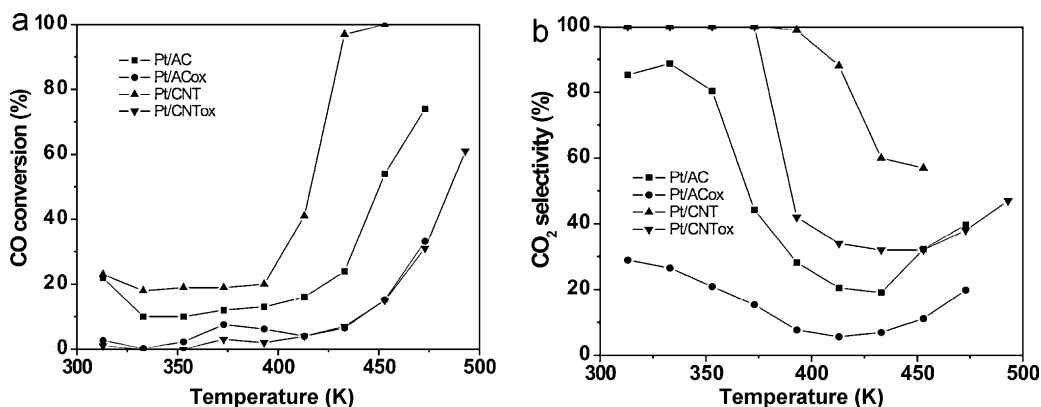 a
CO conversion (%)
100
80
60
40
20
0
Pt/AC
Pt/ACox
Pt/CNT
Pt/CNTox
300
350
400
450
500
Temperature (K)
b
CO₂ selectivity (%)
100
80
60
40
20
0
Pt/AC
Pt/ACox
Pt/CNT
Pt/CNTox
300
350
400
450
500
Temperature (K)